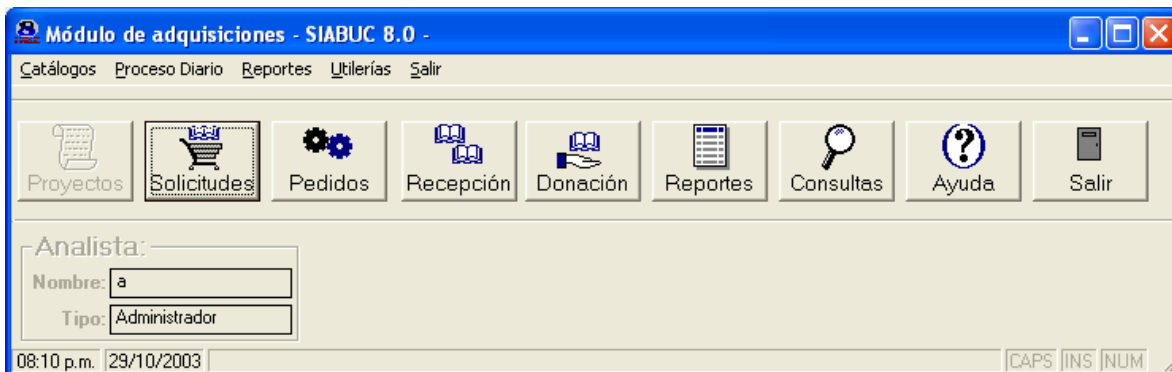 Módulo de adquisiciones - SIABUC 8.0 -
Catálogos Proceso Diario Reportes Utilerías Salir
Proyectos Solicitudes Pedidos Recepción Donación Reportes Consultas Ayuda Salir
Analista:
Nombre: a
Tipo: Administrador
08:10 p.m. 29/10/2003 CAPS INS NUM